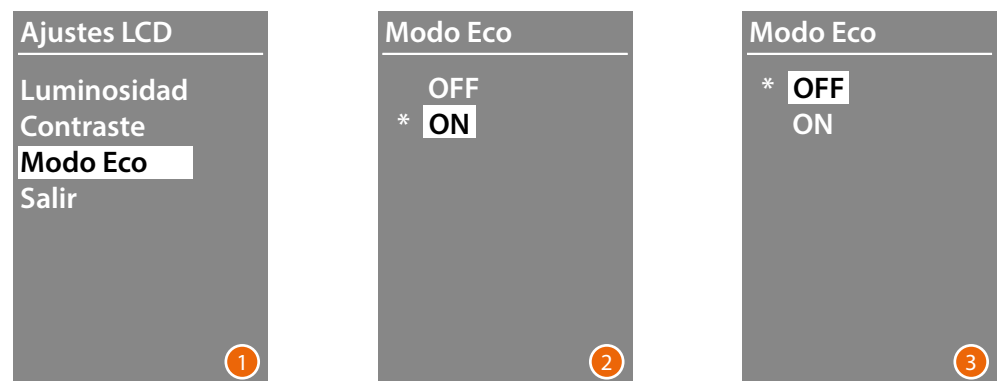 Ajustes LCD
Luminosidad
Contraste
Modo Eco
Salir
1
Modo Eco
OFF
* ON
2
Modo Eco
* OFF
ON
3